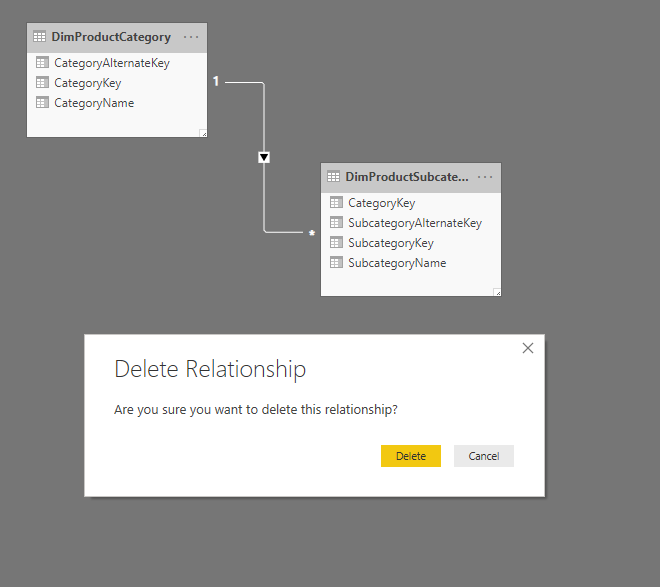 DimProductCategory ...
CategoryAlternateKey
CategoryKey
CategoryName
1
DimProductSubcate... ...
*
CategoryKey
SubcategoryAlternateKey
SubcategoryKey
SubcategoryName
Delete Relationship
Are you sure you want to delete this relationship?
Delete Cancel